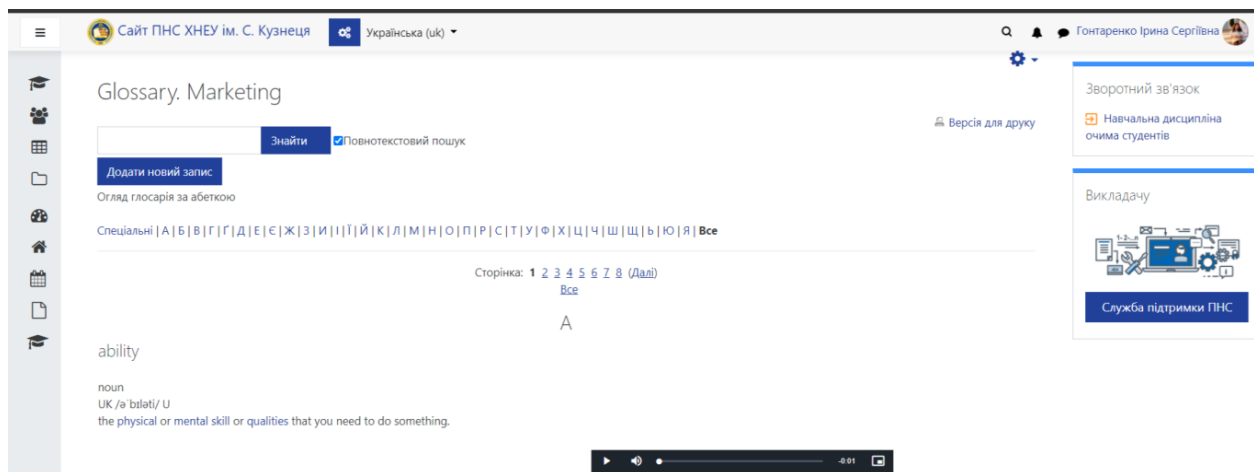 Сайт ПНС ХНЕУ ім. С. Кузнеця
Українська (uk)
Гонтаренко Ірина Сергіївна
Glossary. Marketing
Версія для друку
Знайти
Повнотекстовий пошук
Додати новий запис
Огляд глосарія за абеткою
Спеціальні | А | Б | В | Г | Ґ | Д | Е | Є | Ж | З | И | І | Ї | Й | К | Л | М | Н | О | П | Р | С | Т | У | Ф | Х | Ц | Ч | Ш | Щ | Ь | Ю | Я | Все
Сторінка: 1 2 3 4 5 6 7 8 (Далі)
Все
A
ability
noun
UK /əˈbɪləti/ U
the physical or mental skill or qualities that you need to do something.
-0:01
Зворотний зв'язок
Навчальна дисципліна
очима студентів
Викладачу
Служба підтримки ПНС